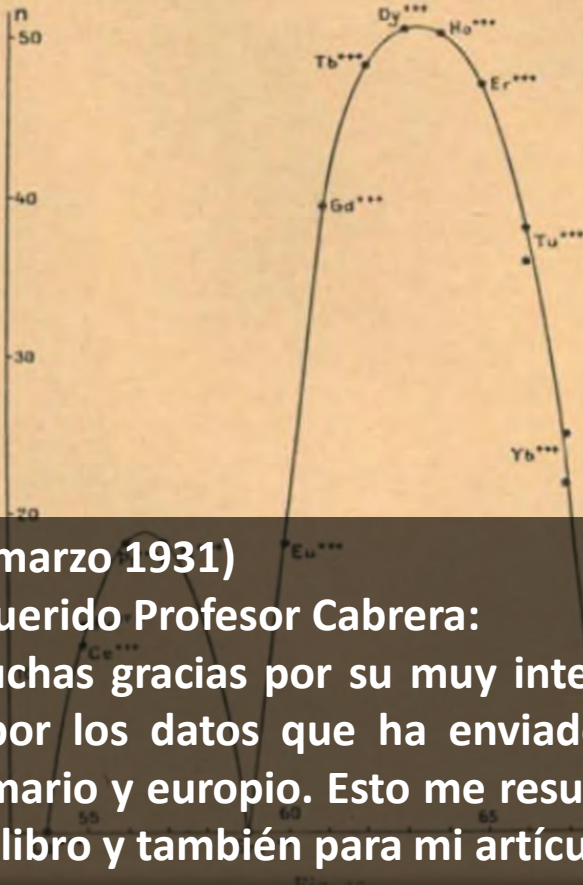 n
Dy•••
50
Ho•••
Tb•••
Er•••
40
Gd•••
Tu•••
30
Yb•••
20
marzo 1931)
Eu•••
uerido Profesor Cabrera:
Ce•••
uchas gracias por su muy inte
por los datos que ha enviad
mario y europio. Esto me resu
55
60
65
libro y también para mi artícu